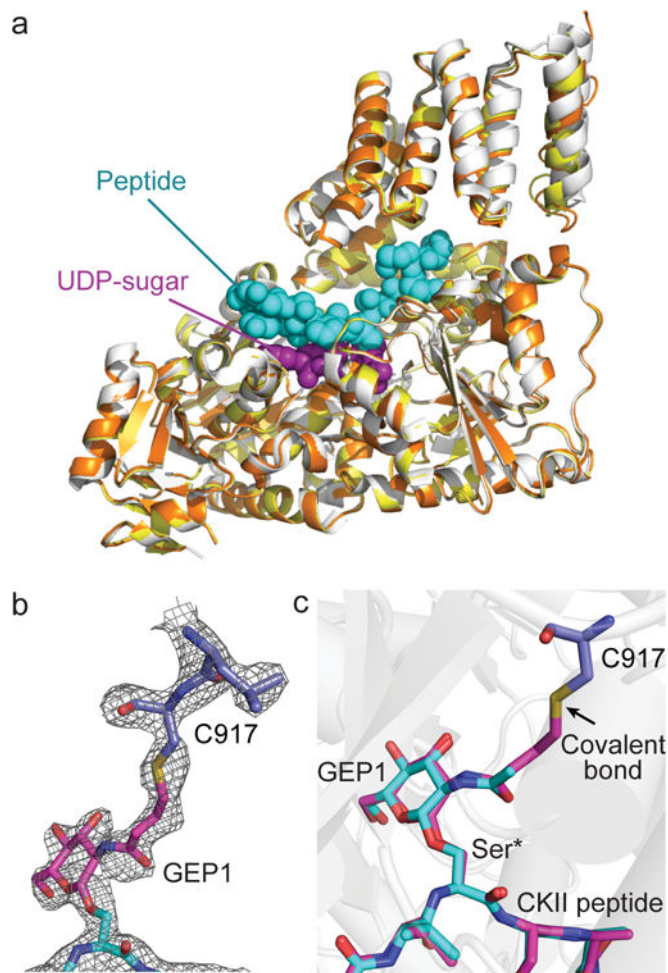 a
Peptide
UDP-sugar
b
C917
GEP1
c
C917
Covalent
bond
GEP1
Ser*
CKII peptide